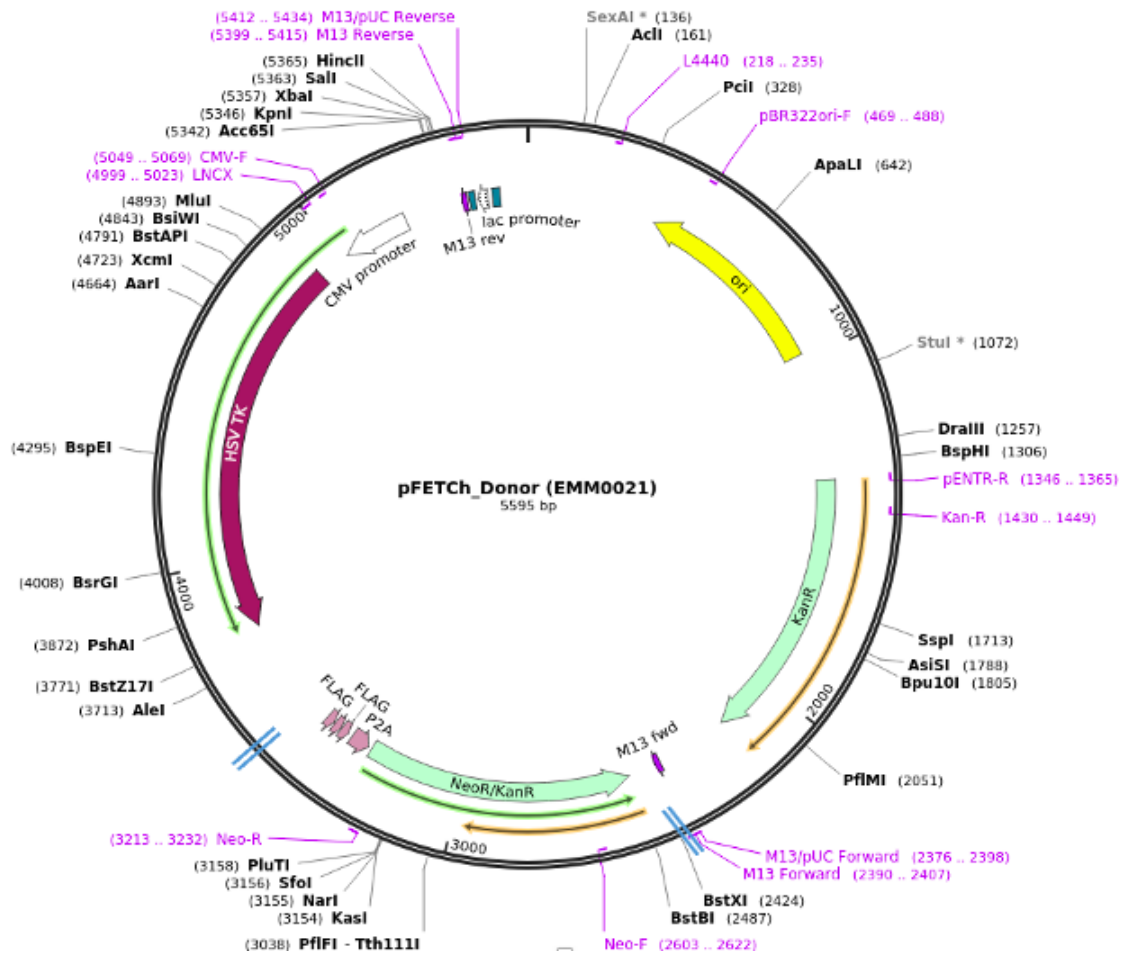 (5412 .. 5434) M13/pUC Reverse
(5399 .. 5415) M13 Reverse
(5365) HincII
(5363) SalI
(5357) XbaI
(5346) KpnI
(5342) Acc65I
(5049 .. 5069) CMV-F
(4999 .. 5023) LNCX
(4893) MluI
(4843) BsiWI
(4791) BstAPI
(4723) XcmI
(4664) AarI
(4295) BspEI
(4008) BsrGI
(3872) PshAI
(3771) BstZ17I
(3713) AleI
(3213 .. 3232) Neo-R
(3158) PluTI
(3156) SfoI
(3155) NarI
(3154) KasI
(3038) PflFI - Tth111I
SexAI * (136)
AclI (161)
L4440 (218 .. 235)
PciI (328)
pBR322ori-F (469 .. 488)
ApaLI (642)
StuI * (1072)
DraIII (1257)
BspHI (1306)
pENTR-R (1346 .. 1365)
Kan-R (1430 .. 1449)
SspI (1713)
AsiSI (1788)
Bpu10I (1805)
PflMI (2051)
M13/pUC Forward (2376 .. 2398)
M13 Forward (2390 .. 2407)
BstXI (2424)
BstBI (2487)
Neo-F (2603 .. 2622)
1000
2000
3000
4000
5000
lac promoter
M13 rev
CMV promoter
HSV TK
ori
KanR
M13 fwd
NeoR/KanR
P2A
FLAG
FLAG
pFETCh_Donor (EMM0021)
5595 bp